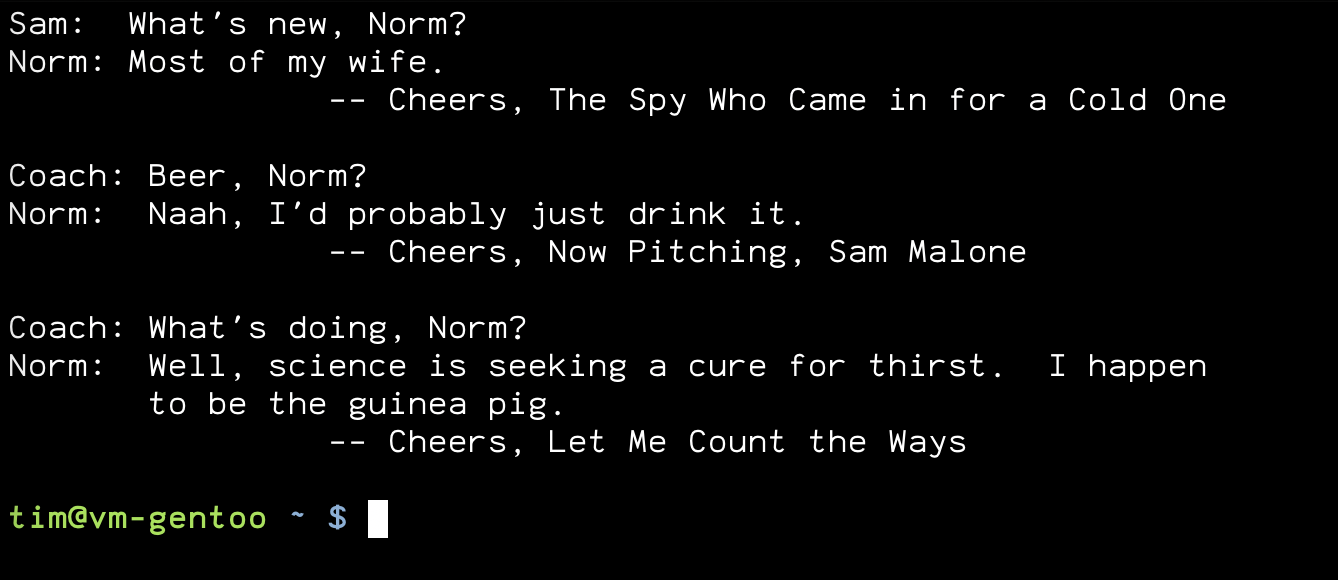 Sam:  What's new, Norm?
Norm: Most of my wife.
-- Cheers, The Spy Who Came in for a Cold One
Coach: Beer, Norm?
Norm:  Naah, I'd probably just drink it.
-- Cheers, Now Pitching, Sam Malone
Coach: What's doing, Norm?
Norm:  Well, science is seeking a cure for thirst.  I happen
to be the guinea pig.
-- Cheers, Let Me Count the Ways
tim@vm-gentoo ~ $